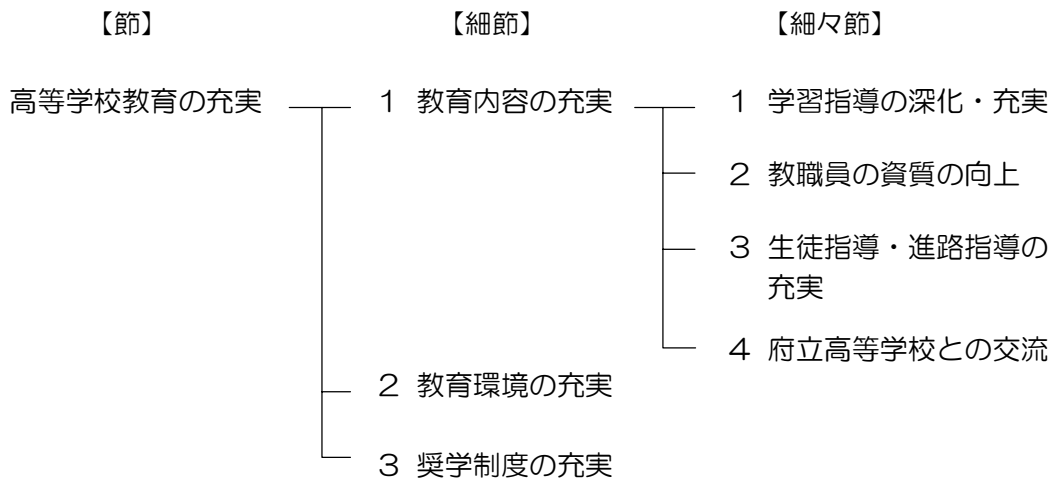 【節】 【細節】 【細々節】
高等学校教育の充実 1 教育内容の充実 1 学習指導の深化・充実
2 教職員の資質の向上
3 生徒指導・進路指導の
充実
4 府立高等学校との交流
2 教育環境の充実
3 奨学制度の充実